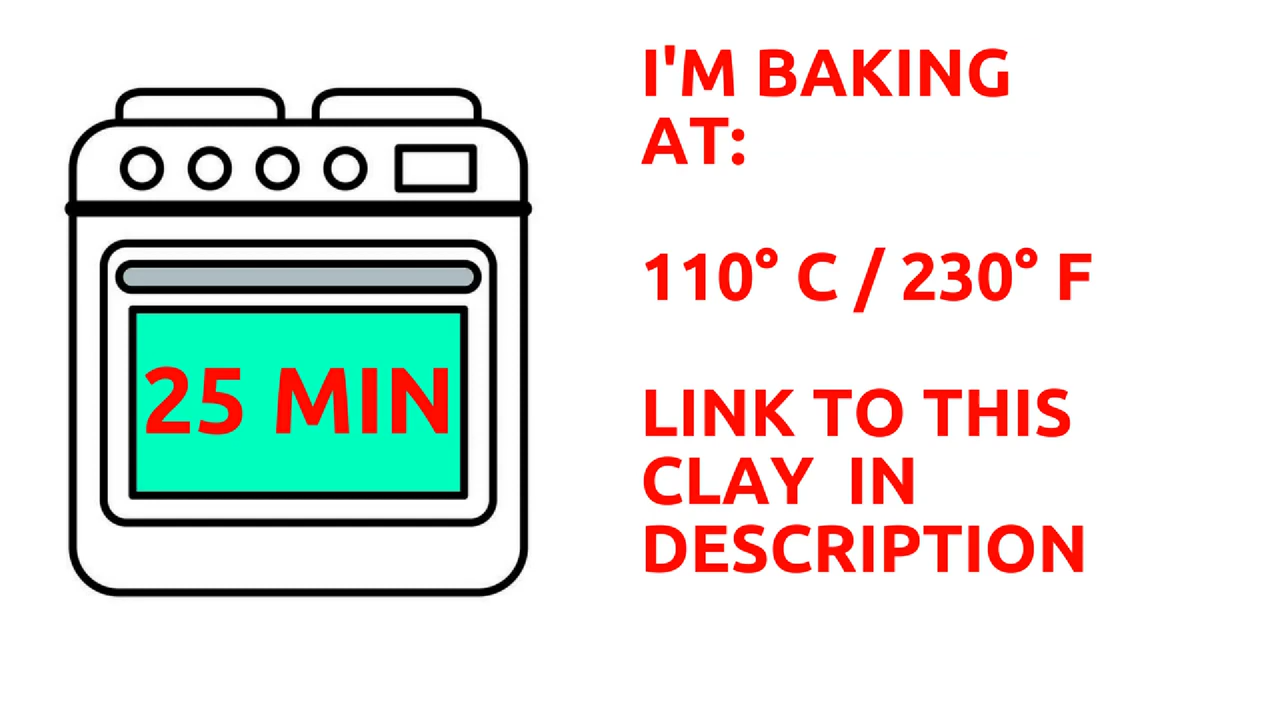 25 MIN
I'M BAKING
AT:
110° C / 230° F
LINK TO THIS
CLAY IN
DESCRIPTION